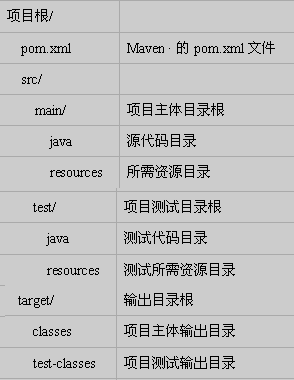 项目根/
pom.xml Maven · 的 pom.xml 文件
src/
main/ 项目主体目录根
java 源代码目录
resources 所需资源目录
test/ 项目测试目录根
java 测试代码目录
resources 测试所需资源目录
target/ 输出目录根
classes 项目主体输出目录
test-classes 项目测试输出目录